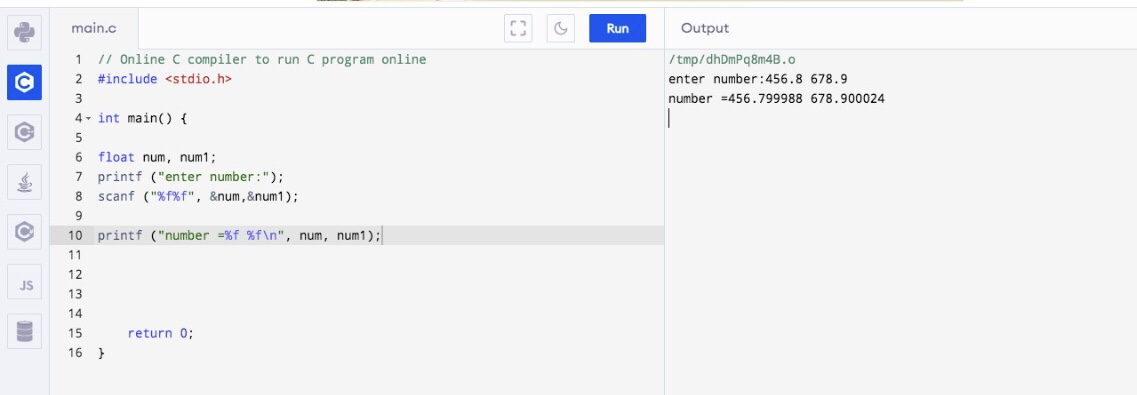 main.c
Run
Output
1 // Online C compiler to run C program online
2 #include <stdio.h>
3
4 int main() {
5
6 float num, num1;
7 printf ("enter number:");
8 scanf ("%f%f", &num,&num1);
9
10 printf ("number =%f %f\n", num, num1);
11
12
13
14
15 return 0;
16 }
/tmp/dhDmPq8m4B.o
enter number:456.8 678.9
number =456.799988 678.900024
JS